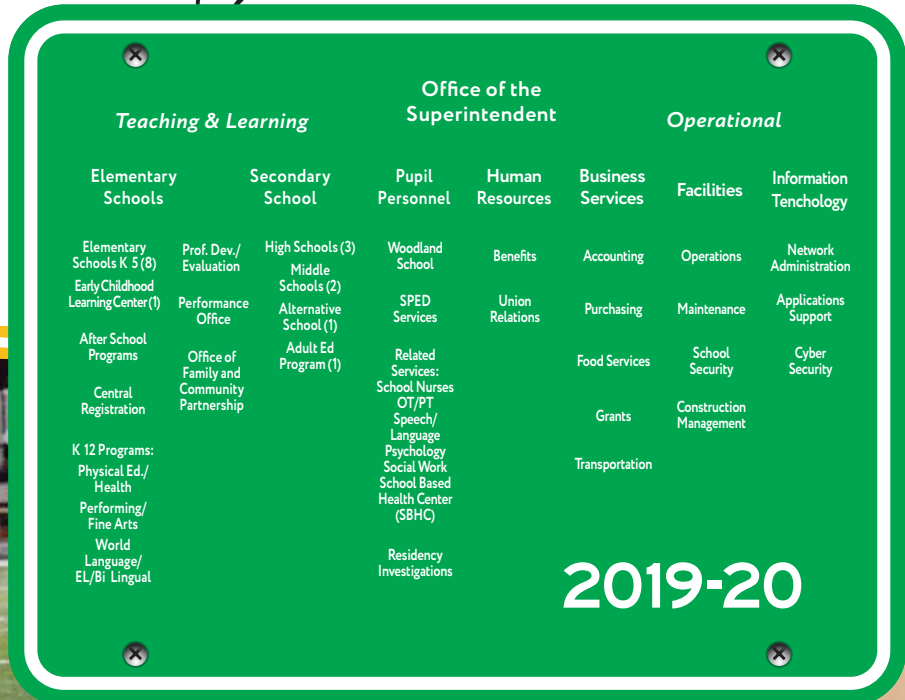 Office of the
Superintendent
Teaching & Learning
Operational
Elementary
Schools
Secondary
School
Pupil
Personnel
Human
Resources
Business
Services
Facilities
Information
Tenchology
Elementary
Schools K 5 (8)
Early Childhood
Learning Center (1)
After School
Programs
Central
Registration
K 12 Programs:
Physical Ed./
Health
Performing/
Fine Arts
World
Language/
EL/Bi Lingual
Prof. Dev./
Evaluation
Performance
Office
Office of
Family and
Community
Partnership
High Schools (3)
Middle
Schools (2)
Alternative
School (1)
Adult Ed
Program (1)
Woodland
School
SPED
Services
Related
Services:
School Nurses
OT/PT
Speech/
Language
Psychology
Social Work
School Based
Health Center
(SBHC)
Residency
Investigations
Benefits
Union
Relations
Accounting
Purchasing
Food Services
Grants
Transportation
Operations
Maintenance
School
Security
Construction
Management
Network
Administration
Applications
Support
Cyber
Security
2019-20